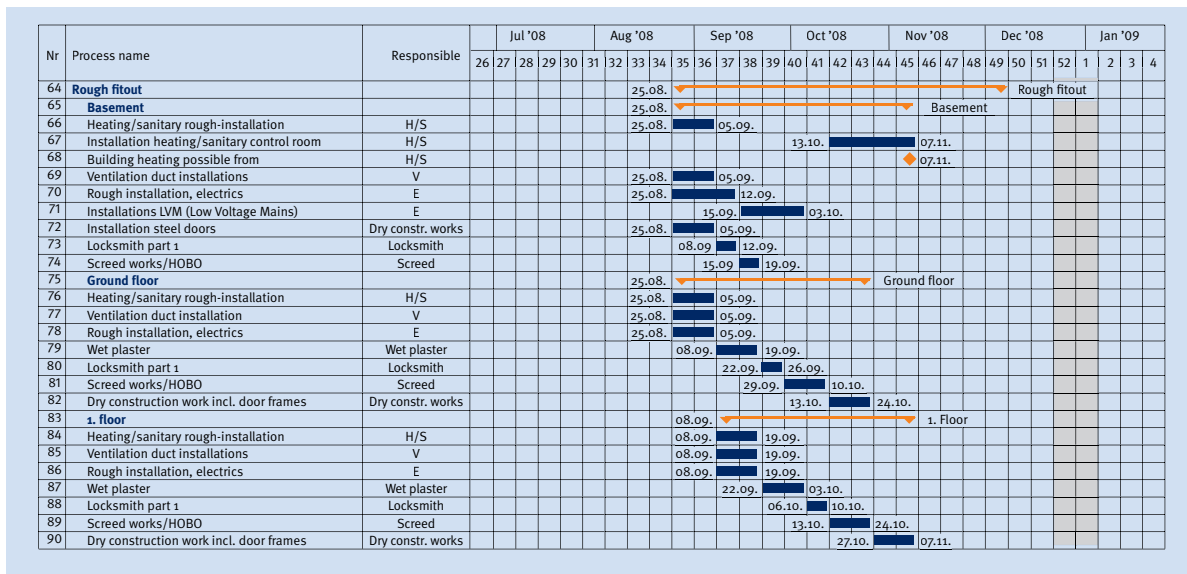 Jul ’08 Aug ’08 Sep ’08 Oct ’08 Nov ’08 Dec ’08 Jan ’09
Nr Process name Responsible 26 27 28 29 30 31 32 33 34 35 36 37 38 39 40 41 42 43 44 45 46 47 48 49 50 51 52 1 2 3 4
64 Rough fitout 25.08. Rough fitout
65 Basement 25.08. Basement
66 Heating/sanitary rough-installation H/S 25.08. 05.09.
67 Installation heating/sanitary control room H/S 13.10. 07.11.
68 Building heating possible from H/S 07.11.
69 Ventilation duct installations V 25.08. 05.09.
70 Rough installation, electrics E 25.08. 12.09.
71 Installations LVM (Low Voltage Mains) E 15.09. 03.10.
72 Installation steel doors Dry constr. works 25.08. 05.09.
73 Locksmith part 1 Locksmith 08.09 12.09.
74 Screed works/HOBO Screed 15.09 19.09.
75 Ground floor 25.08. Ground floor
76 Heating/sanitary rough-installation H/S 25.08. 05.09.
77 Ventilation duct installation V 25.08. 05.09.
78 Rough installation, electrics E 25.08. 05.09.
79 Wet plaster Wet plaster 08.09. 19.09.
80 Locksmith part 1 Locksmith 22.09. 26.09.
81 Screed works/HOBO Screed 29.09. 10.10.
82 Dry construction work incl. door frames Dry constr. works 13.10. 24.10.
83 1. floor 08.09. 1. Floor
84 Heating/sanitary rough-installation H/S 08.09. 19.09.
85 Ventilation duct installations V 08.09. 19.09.
86 Rough installation, electrics E 08.09. 19.09.
87 Wet plaster Wet plaster 22.09. 03.10.
88 Locksmith part 1 Locksmith 06.10. 10.10.
89 Screed works/HOBO Screed 13.10. 24.10.
90 Dry construction work incl. door frames Dry constr. works 27.10. 07.11.